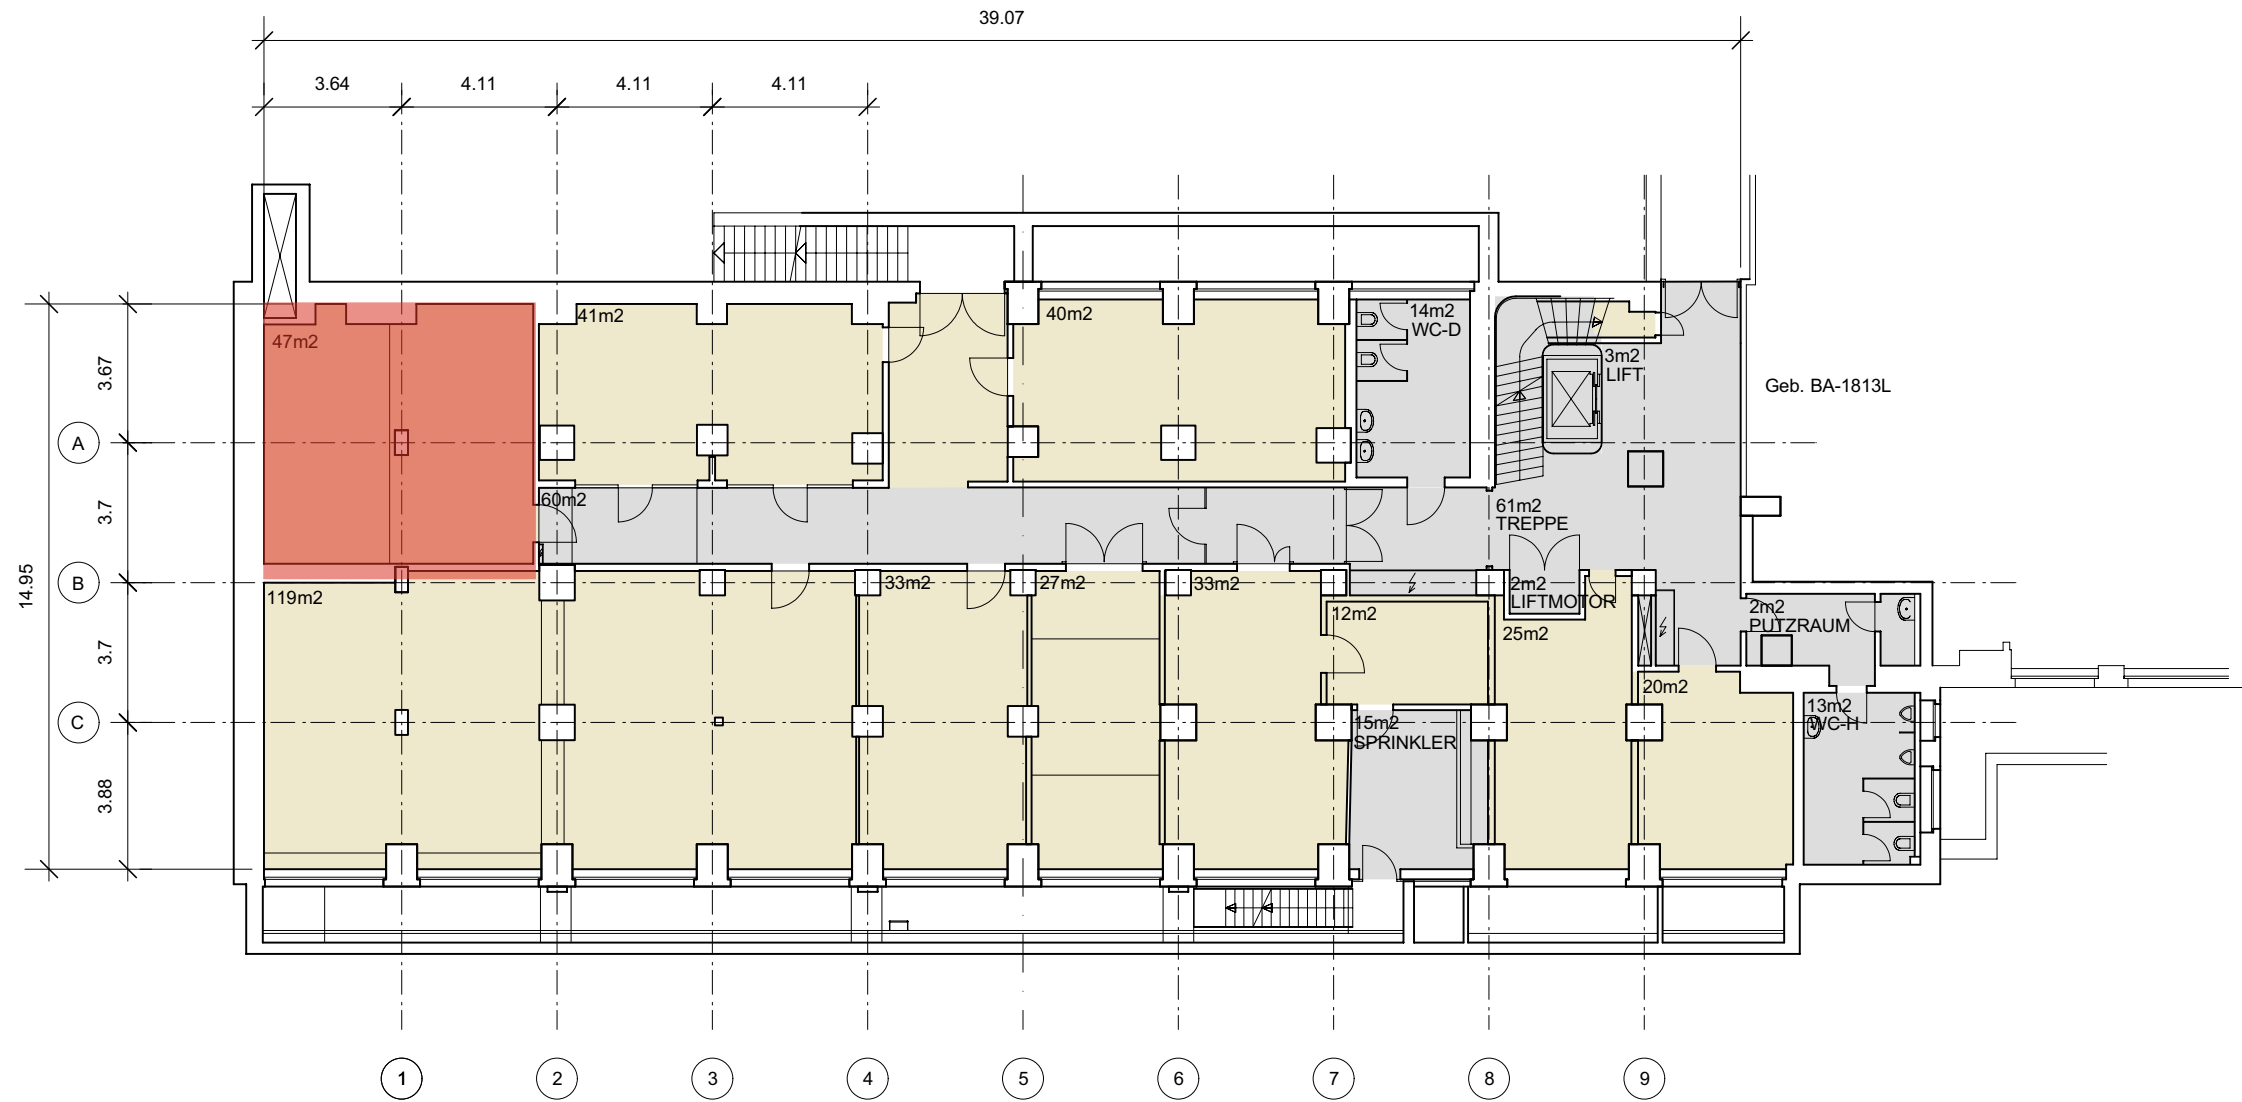 39.07
3.64
4.11
4.11
4.11
47m2
41m2
40m2
14m2
WC-D
3m2
LIFT
Geb. BA-1813L
3.67
A
60m2
61m2
TREPPE
3.7
14.95
B
119m2
33m2
27m2
33m2
12m2
2m2
LIFTMOTOR
25m2
2m2
PUTZRAUM
3.7
20m2
C
15m2
SPRINKLER
13m2
WC-H
3.88
1
2
3
4
5
6
7
8
9